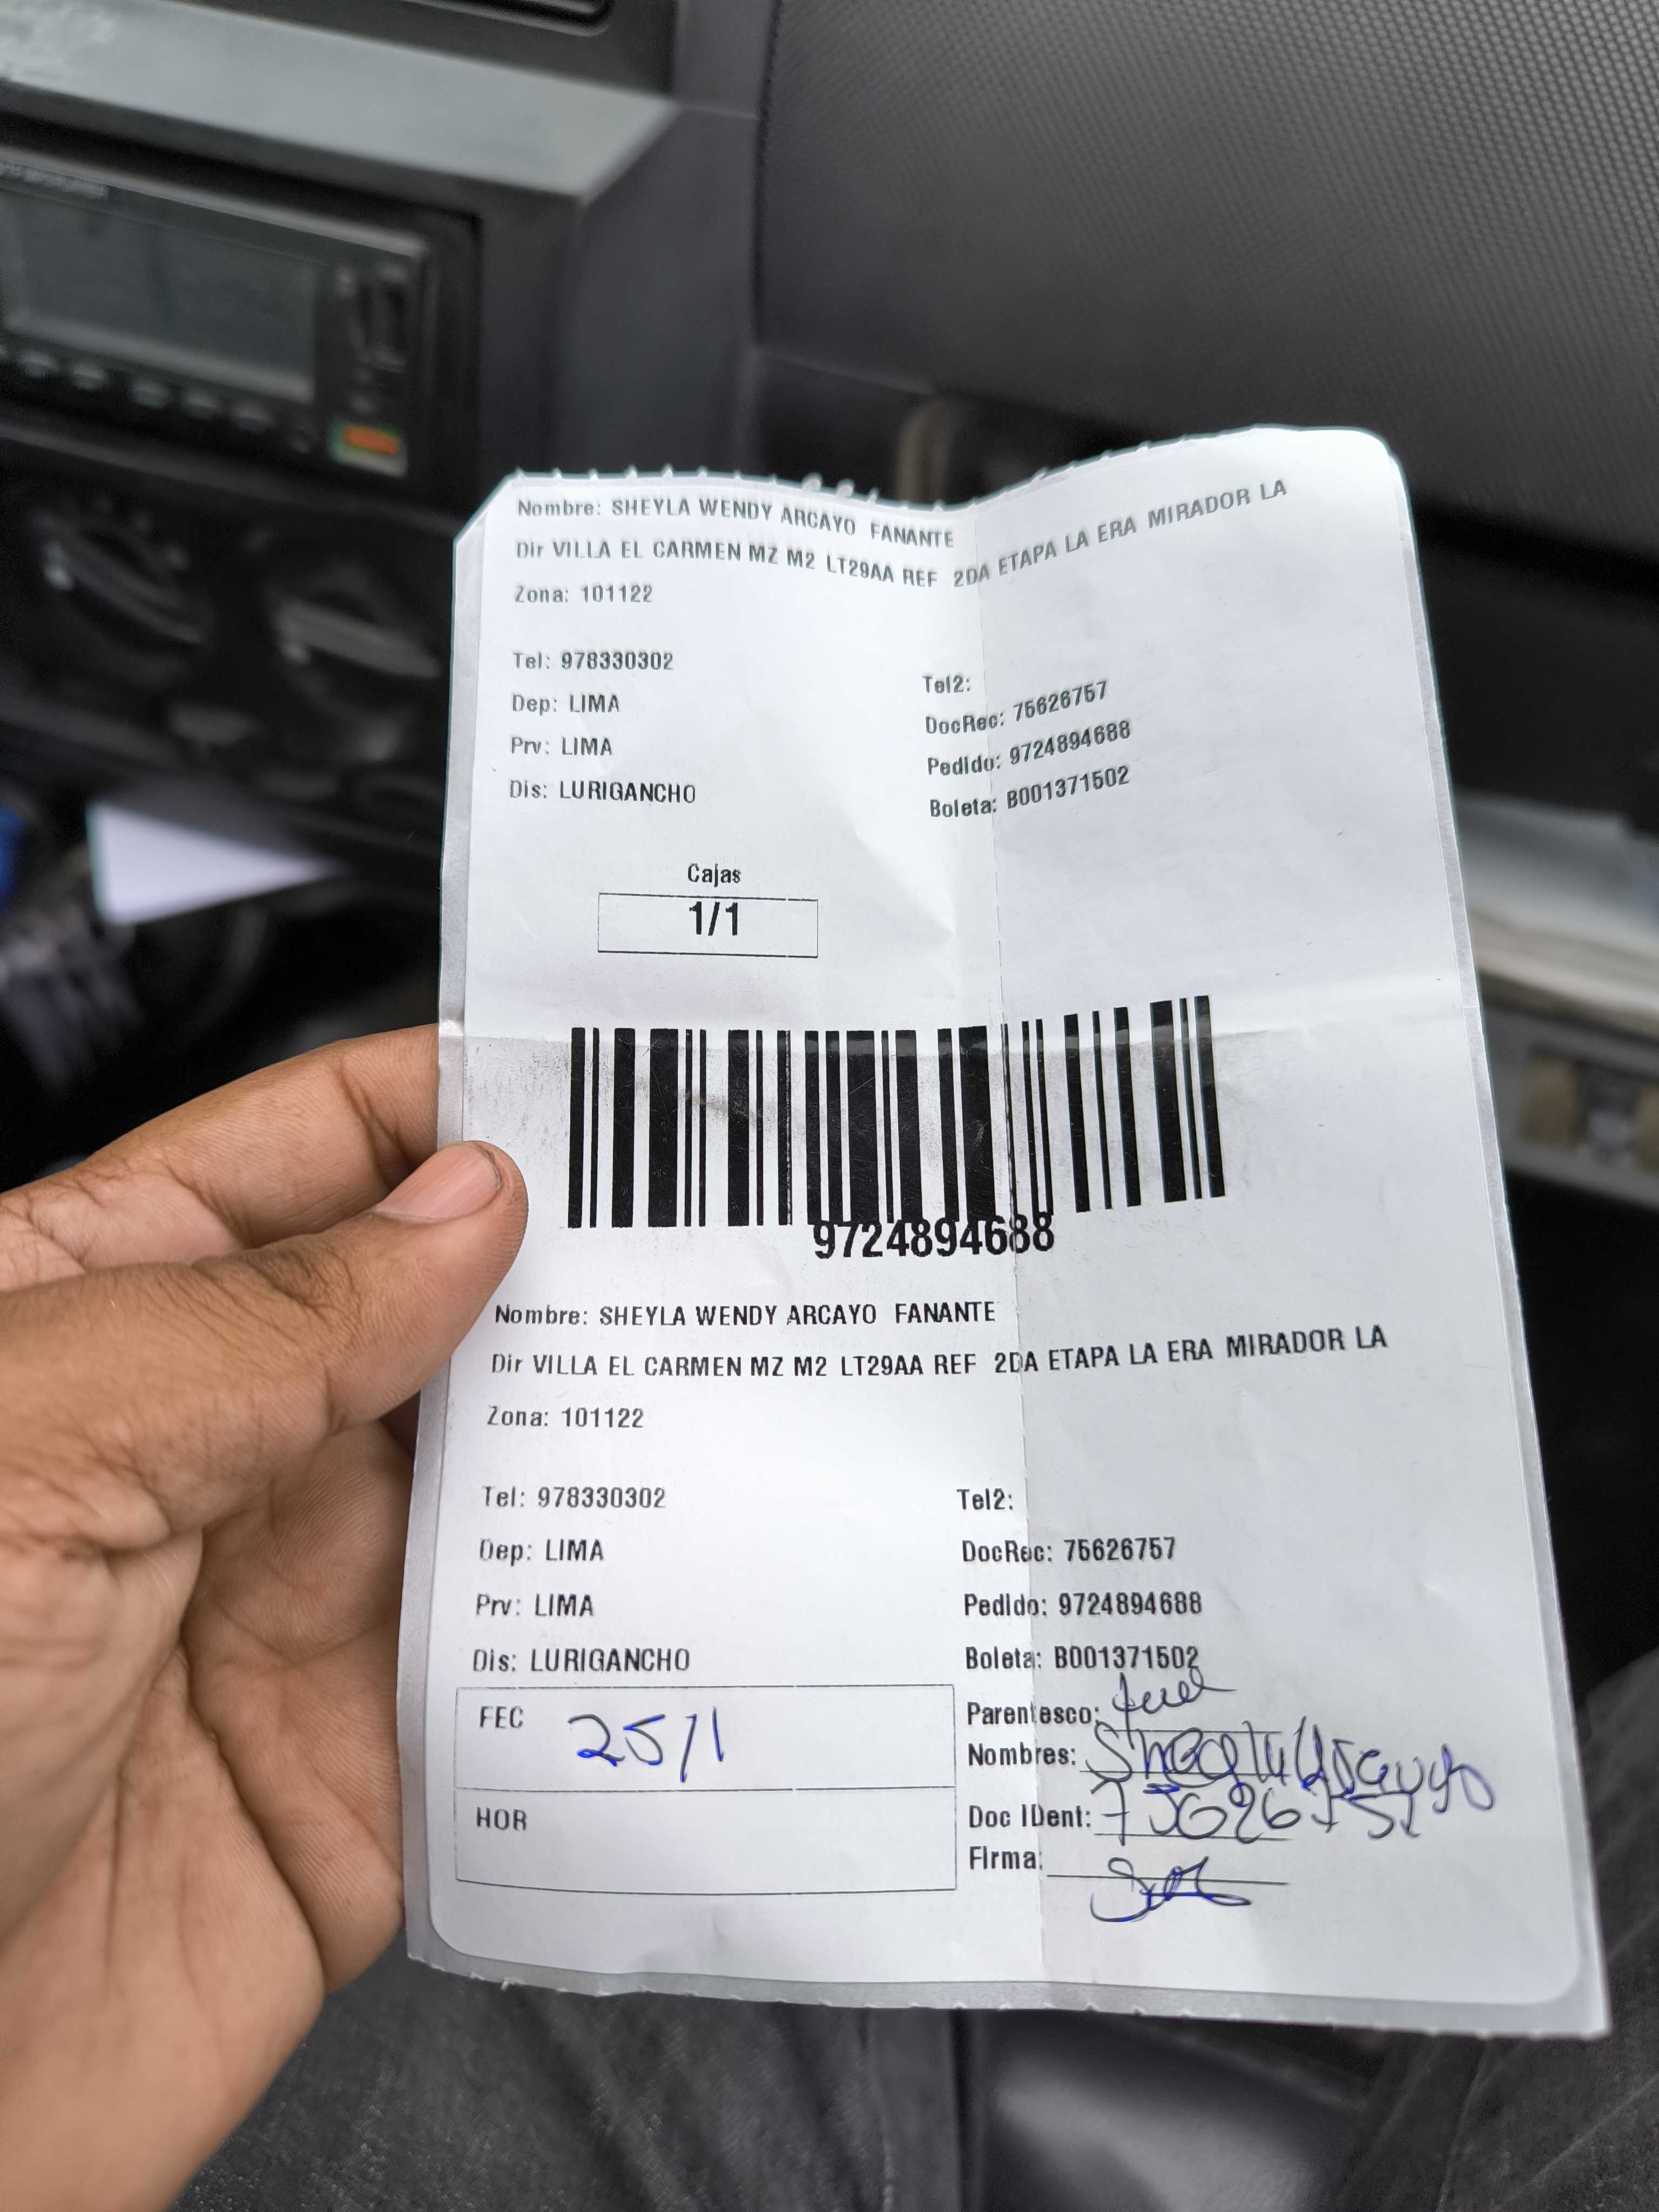 Nombre: SHEYLA WENDY ARCAYO FANANTE
Dir VILLA EL CARMEN MZ M2 LT29AA REF 2DA ETAPA LA ERA MIRADOR LA
Zona: 101122
Tel: 978330302
Tel2:
Dep: LIMA
DocRec: 75626757
Prv: LIMA
Pedido: 9724894688
Dis: LURIGANCHO
Boleta: B001371502
Cajas
1/1
9724894688
Nombre: SHEYLA WENDY ARCAYO FANANTE
Dir VILLA EL CARMEN MZ M2 LT29AA REF 2DA ETAPA LA ERA MIRADOR LA
Zona: 101122
Tel: 978330302
Tel2:
Dep: LIMA
DocRec: 75626757
Prv: LIMA
Pedido: 9724894688
Dis: LURIGANCHO
Boleta: B001371502
FEC 25/1
Parentesco:
Nombres: Sheyla Arcayo
HOR
Doc IDent: 75626757
Firma: